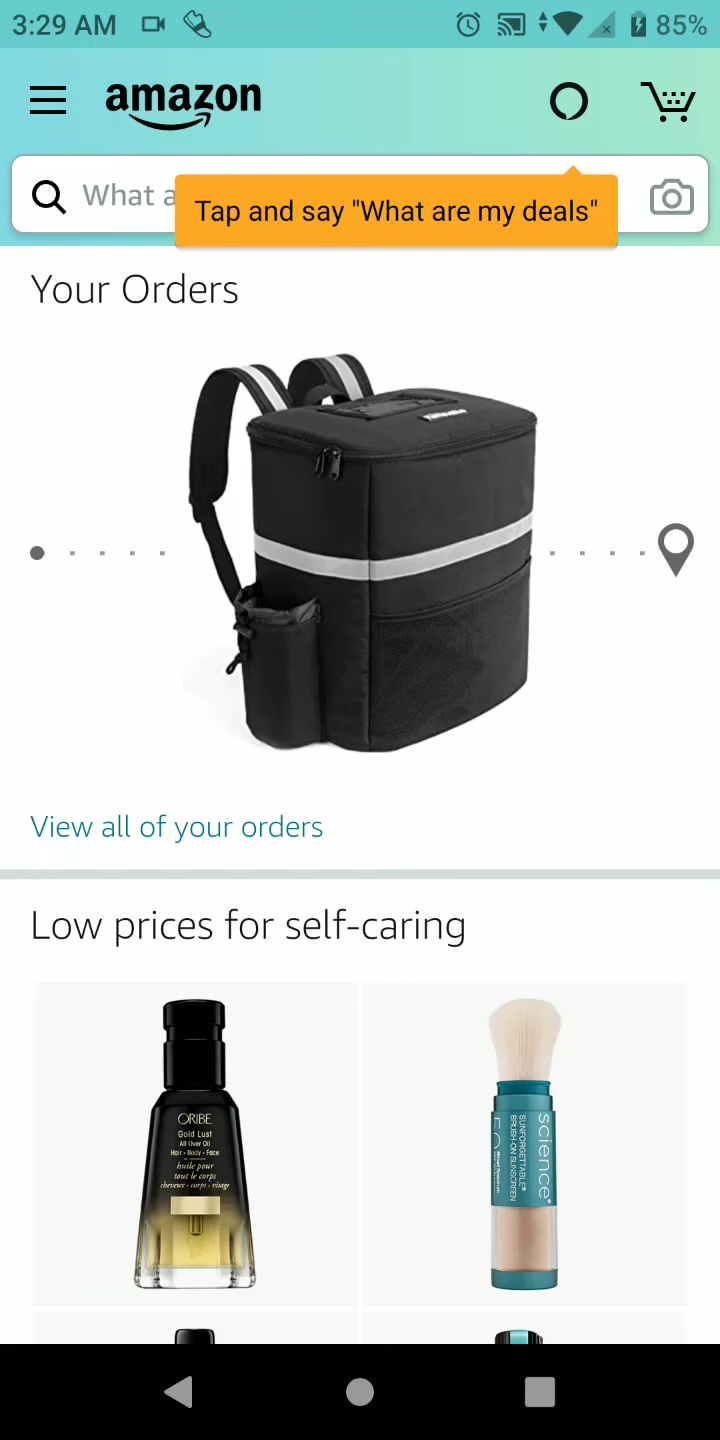 3:29 AM 85%
amazon
What a
Tap and say "What are my deals"
Your Orders
View all of your orders
Low prices for self-caring
ORIBE
Gold Lust
All Over Oil
Hair • Body • Face
huile pour
tout le corps
cheveux • corps • visage
science®
SUNFORGETTABLE®
BRUSH-ON SUNSCREEN
50